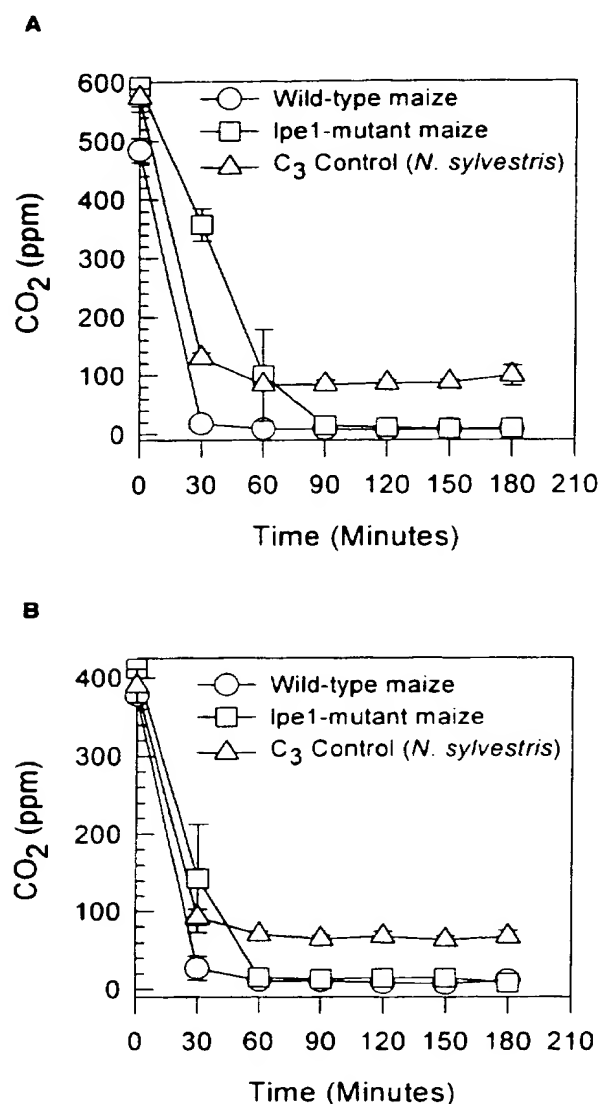 A
600
500
400
300
200
100
0
CO2 (ppm)
Wild-type maize
lpe1-mutant maize
C3 Control (N. sylvestris)
0 30 60 90 120 150 180 210
Time (Minutes)
B
400
300
200
100
0
CO2 (ppm)
Wild-type maize
lpe1-mutant maize
C3 Control (N. sylvestris)
0 30 60 90 120 150 180 210
Time (Minutes)